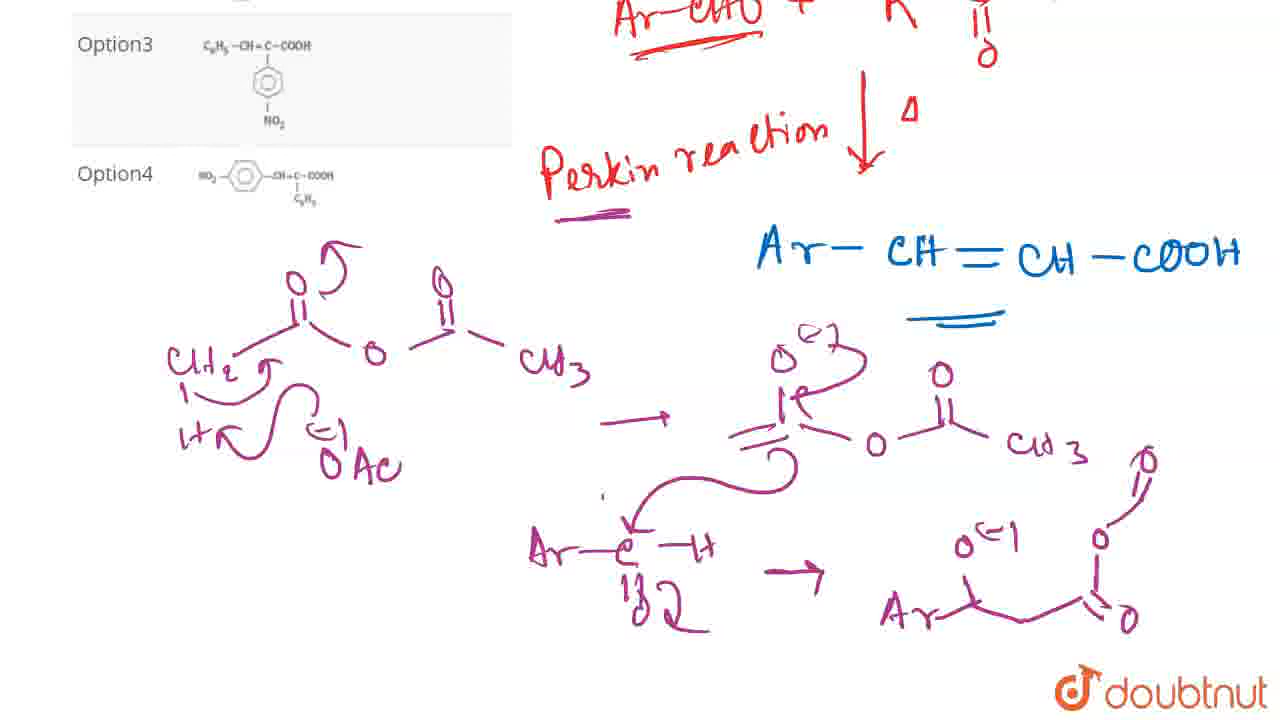 Ar—CHO + R O
Option3 C₆H₅–CH=C–COOH
NO₂
Δ
Perkin reaction
Option4 NO₂ –CH=C–COOH
C₆H₅
Ar—CH=CH—COOH
O O
CH₂ O CH₃
H
(-)
OAc
O(-) O
O CH₃
O
Ar—C—H
O
O(-) O
Ar O
doubtnut